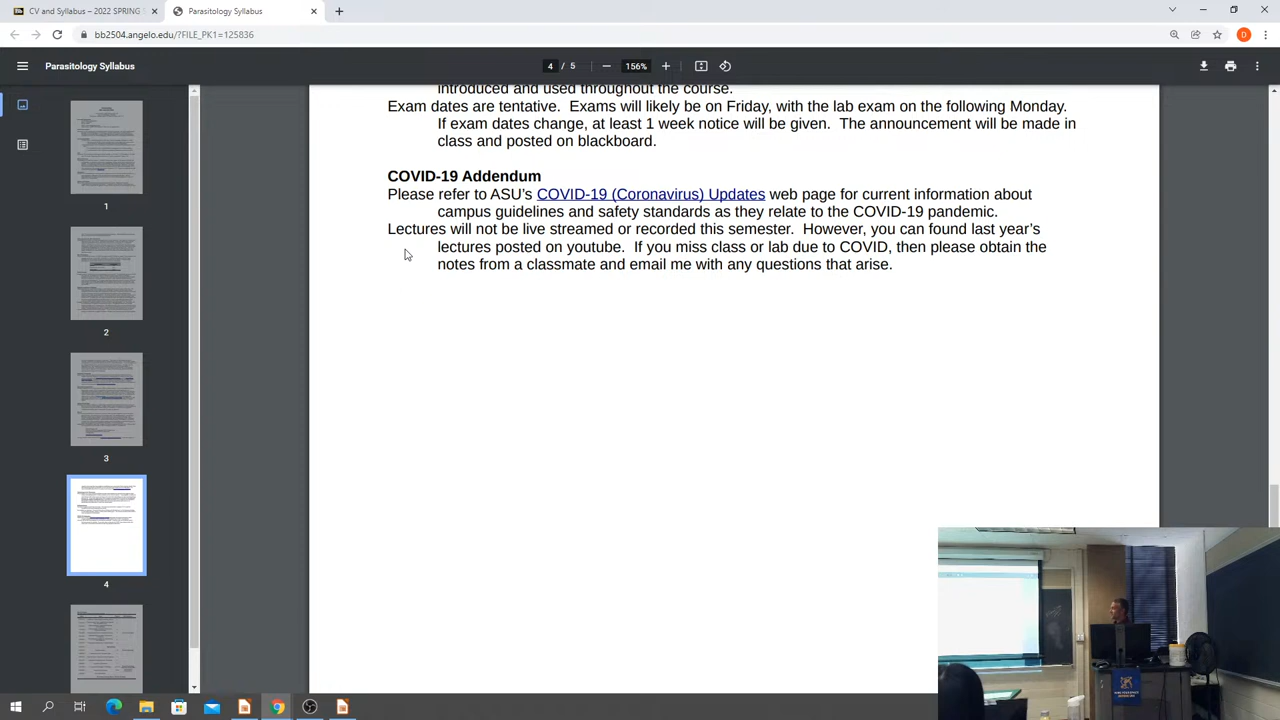 CV and Syllabus – 2022 SPRING
Parasitology Syllabus
bb2504.angelo.edu/?FILE_PK1=125836
D
Parasitology Syllabus
4 / 5
156%
1
2
3
4
introduced and used throughout the course.
Exam dates are tentative. Exams will likely be on Friday, with the lab exam on the following Monday.
If exam dates change, at least 1 week notice will be given. The announcement will be made in
class and posted on blackboard.
COVID-19 Addendum
Please refer to ASU’s COVID-19 (Coronavirus) Updates web page for current information about
campus guidelines and safety standards as they relate to the COVID-19 pandemic.
Lectures will not be live streamed or recorded this semester. However, you can found last year’s
lectures posted on youtube. If you miss class or lab due to COVID, then please obtain the
notes from a classmate and email me with any questions that arise.